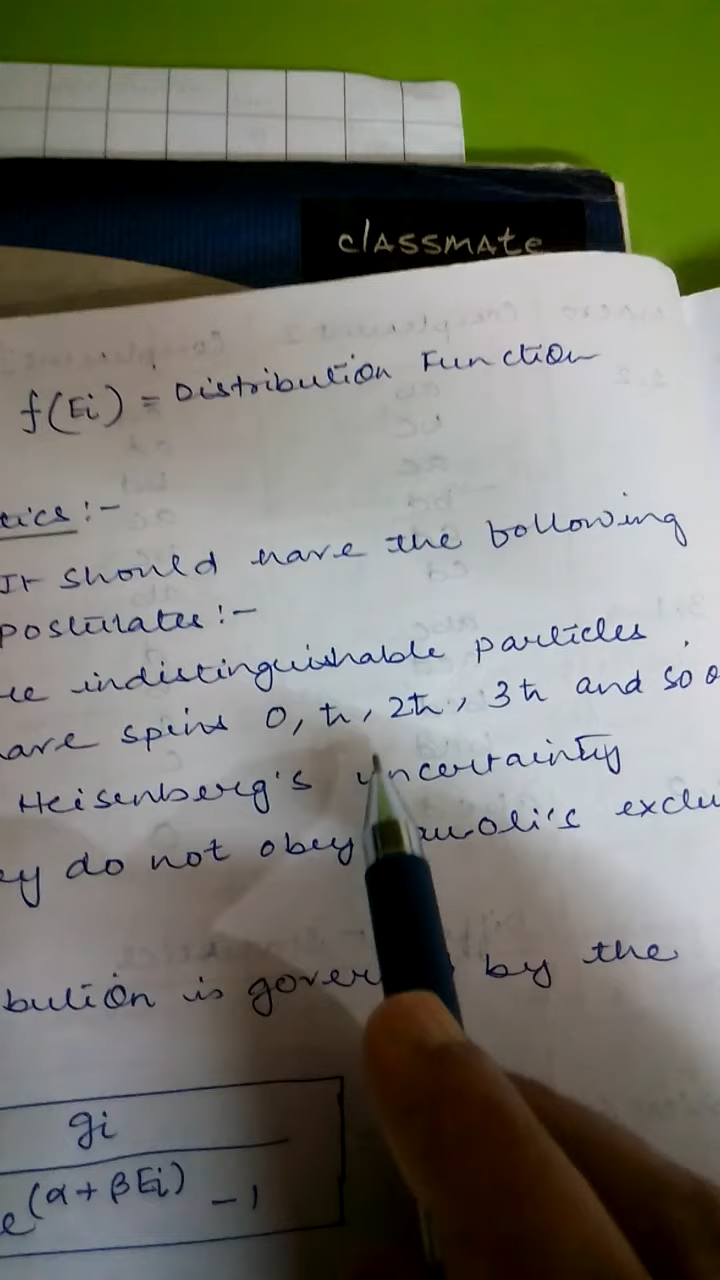 classmate
f(Ei) = Distribution Function
tics :-
It should have the following
postulates :-
indistinguishable particles
are spins 0, ħ, 2ħ, 3ħ and so o
Heisenberg's uncertainty
ey do not obey exclu
bution is by the
gi
e(α + βEi) - 1